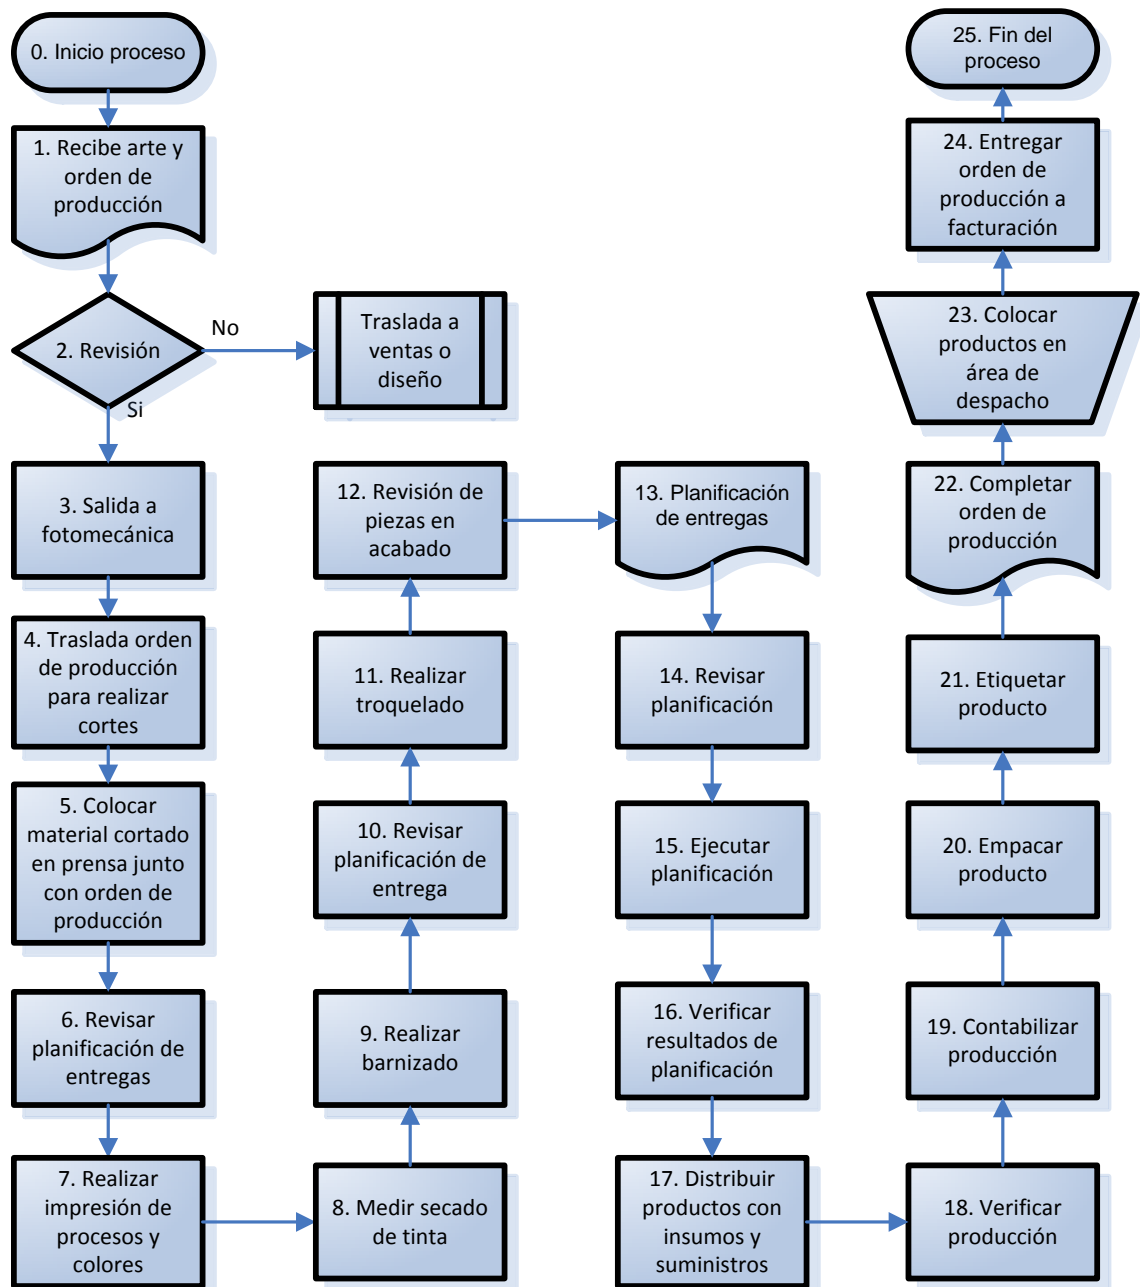 0. Inicio proceso
1. Recibe arte y
orden de
producción
2. Revisión
No
Si
Traslada a
ventas o
diseño
3. Salida a
fotomecánica
4. Traslada orden
de producción
para realizar
cortes
5. Colocar
material cortado
en prensa junto
con orden de
producción
6. Revisar
planificación de
entregas
7. Realizar
impresión de
procesos y
colores
8. Medir secado
de tinta
9. Realizar
barnizado
10. Revisar
planificación de
entrega
11. Realizar
troquelado
12. Revisión de
piezas en
acabado
13. Planificación
de entregas
14. Revisar
planificación
15. Ejecutar
planificación
16. Verificar
resultados de
planificación
17. Distribuir
productos con
insumos y
suministros
18. Verificar
producción
19. Contabilizar
producción
20. Empacar
producto
21. Etiquetar
producto
22. Completar
orden de
producción
23. Colocar
productos en
área de
despacho
24. Entregar
orden de
producción a
facturación
25. Fin del
proceso